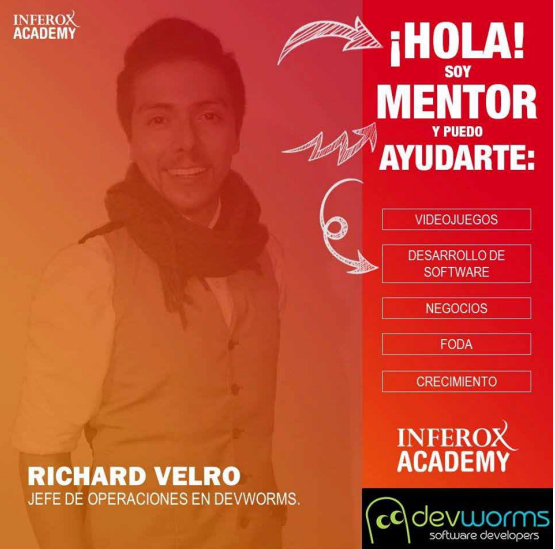 INFEROX
ACADEMY
¡HOLA!
SOY
MENTOR
Y PUEDO
AYUDARTE:
VIDEOJUEGOS
DESARROLLO DE
SOFTWARE
NEGOCIOS
FODA
CRECIMIENTO
INFEROX
ACADEMY
RICHARD VELRO
JEFE DE OPERACIONES EN DEVWORMS.
devworms
software developers